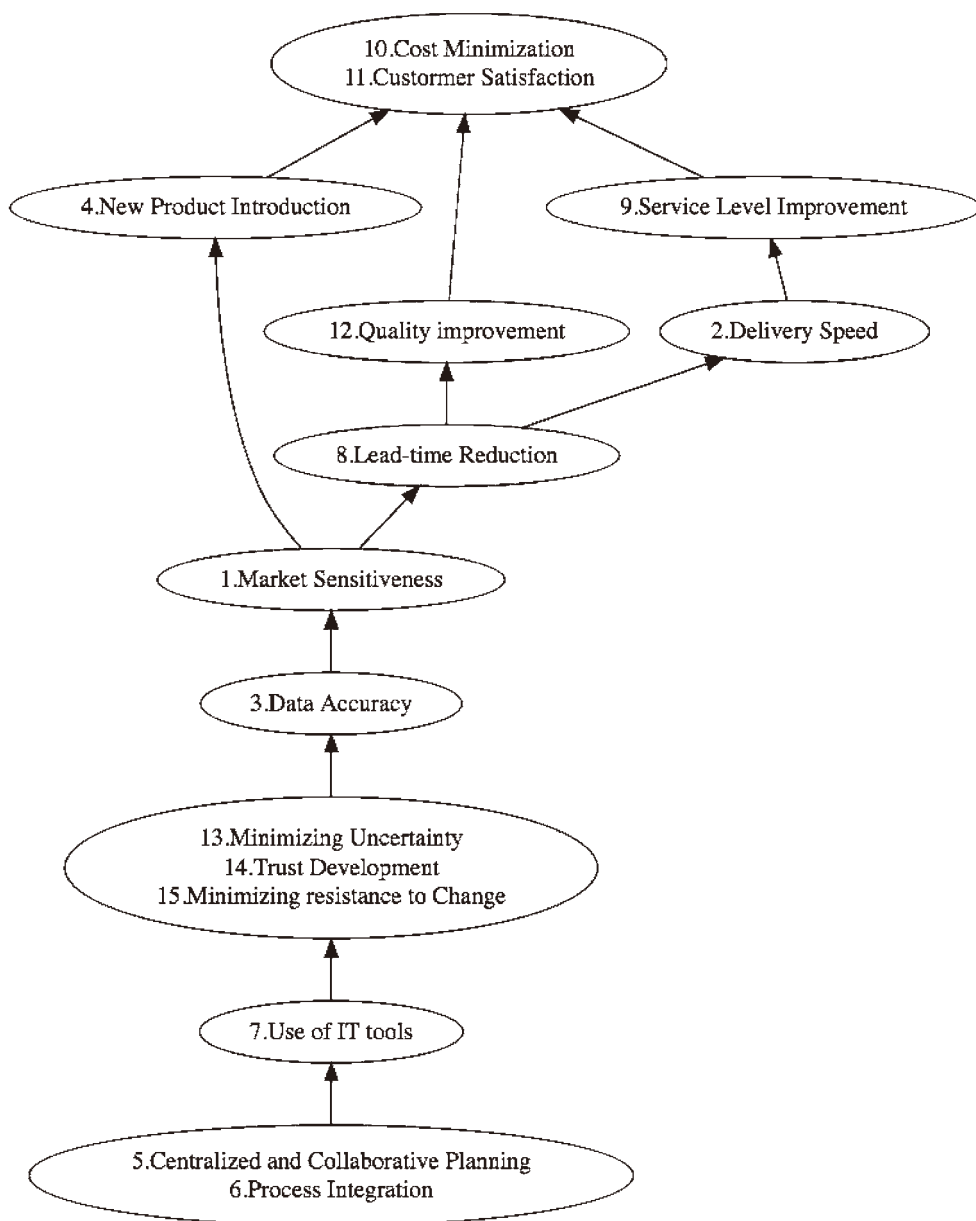 10.Cost Minimization
11.Custormer Satisfaction
4.New Product Introduction
9.Service Level Improvement
12.Quality improvement
2.Delivery Speed
8.Lead-time Reduction
1.Market Sensitiveness
3.Data Accuracy
13.Minimizing Uncertainty
14.Trust Development
15.Minimizing resistance to Change
7.Use of IT tools
5.Centralized and Collaborative Planning
6.Process Integration